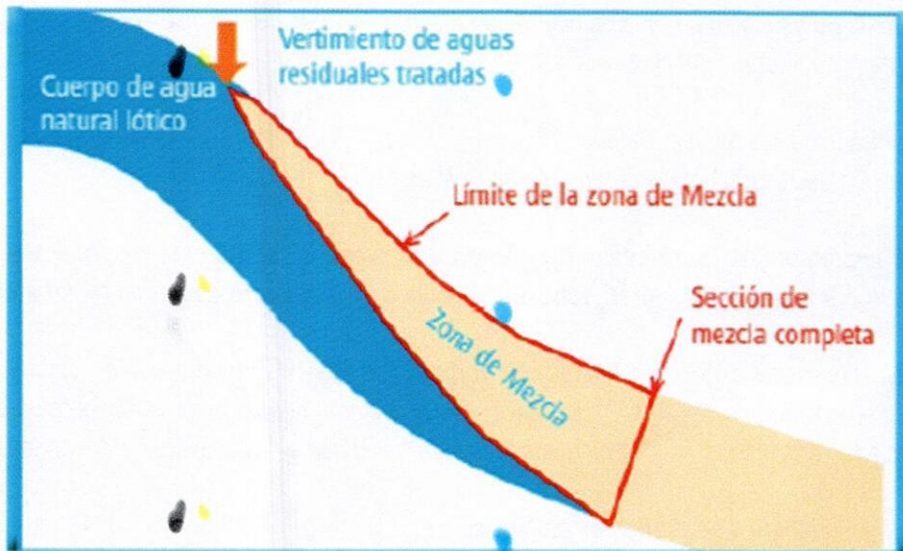 Vertimiento de aguas
residuales tratadas
Cuerpo de agua
natural lótico
Límite de la zona de Mezcla
Sección de
mezcla completa
Zona de Mezcla